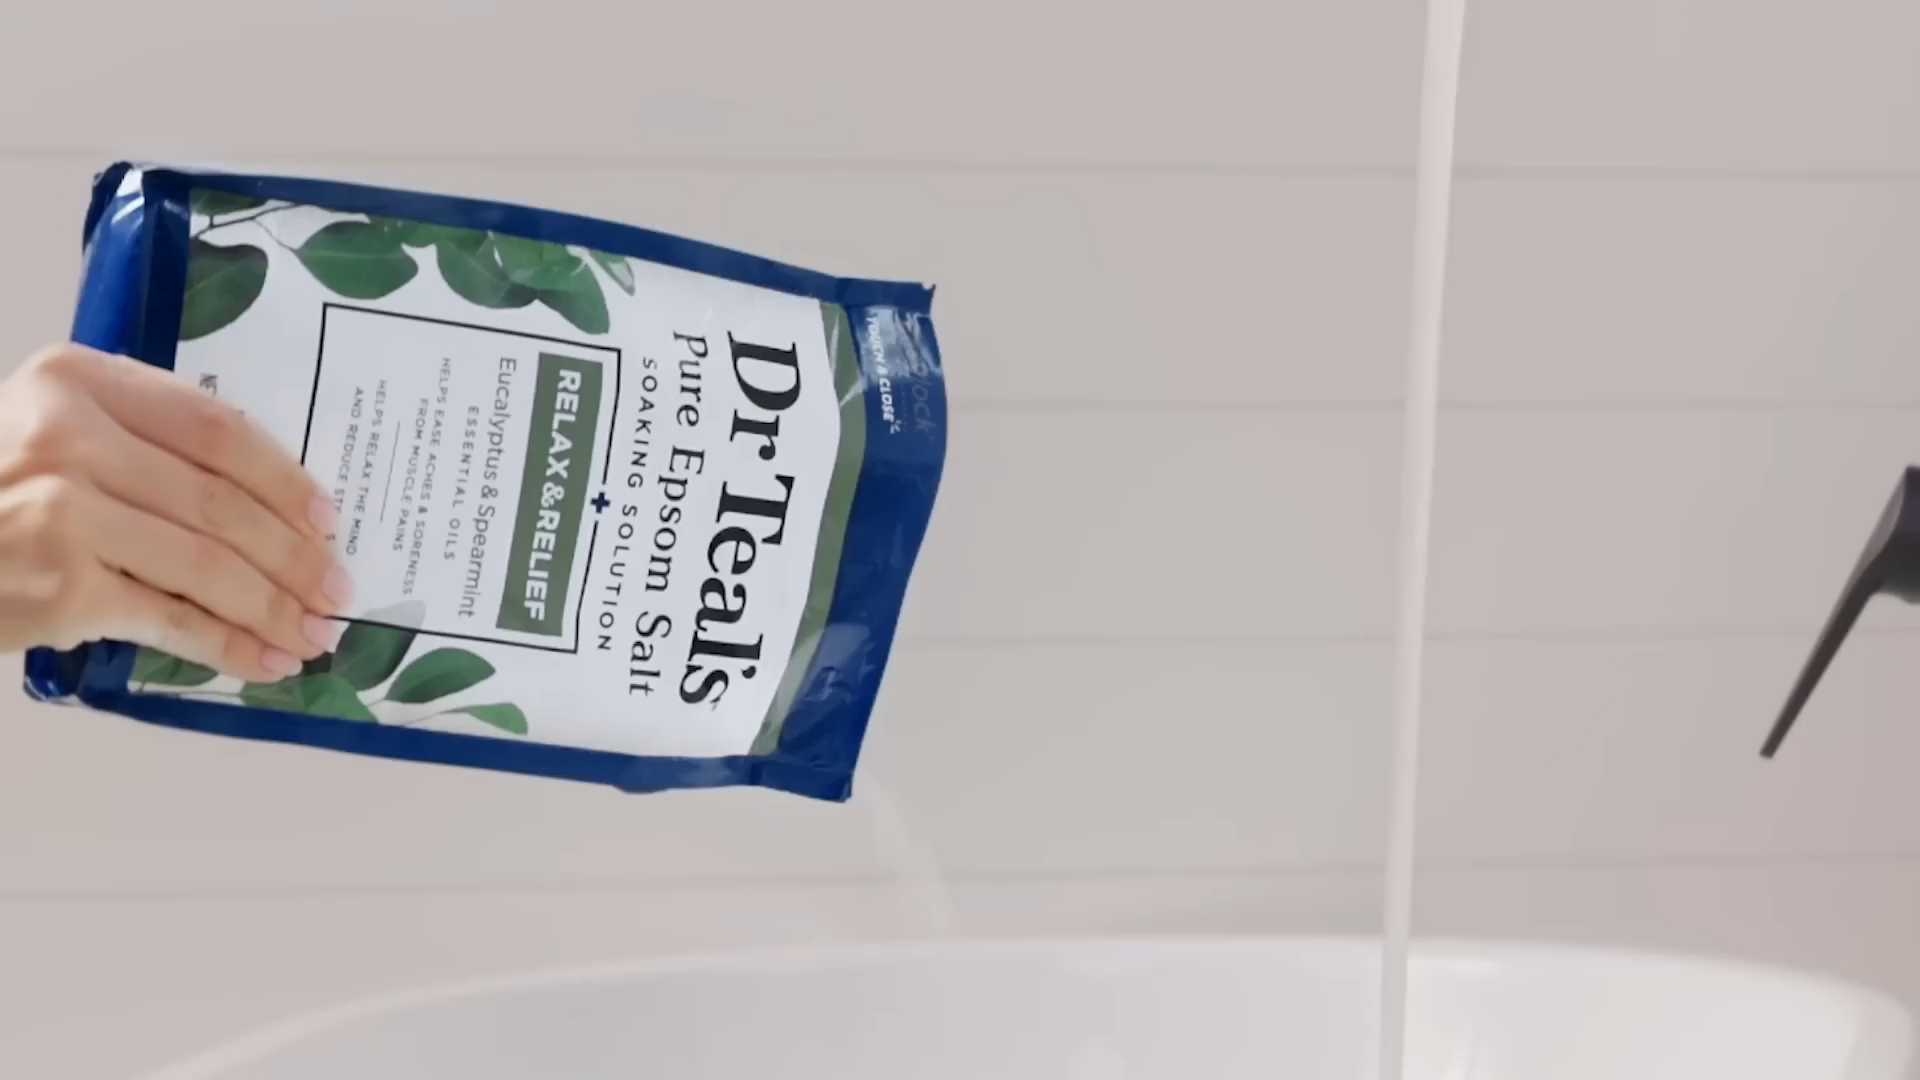 TOUCH & CLOSE
Dr Teal's
Pure Epsom Salt
SOAKING SOLUTION
RELAX & RELIEF
Eucalyptus & Spearmint
ESSENTIAL OILS
HELPS EASE ACHES & SORENESS
FROM MUSCLE PAINS
HELPS RELAX THE MIND
AND REDUCE